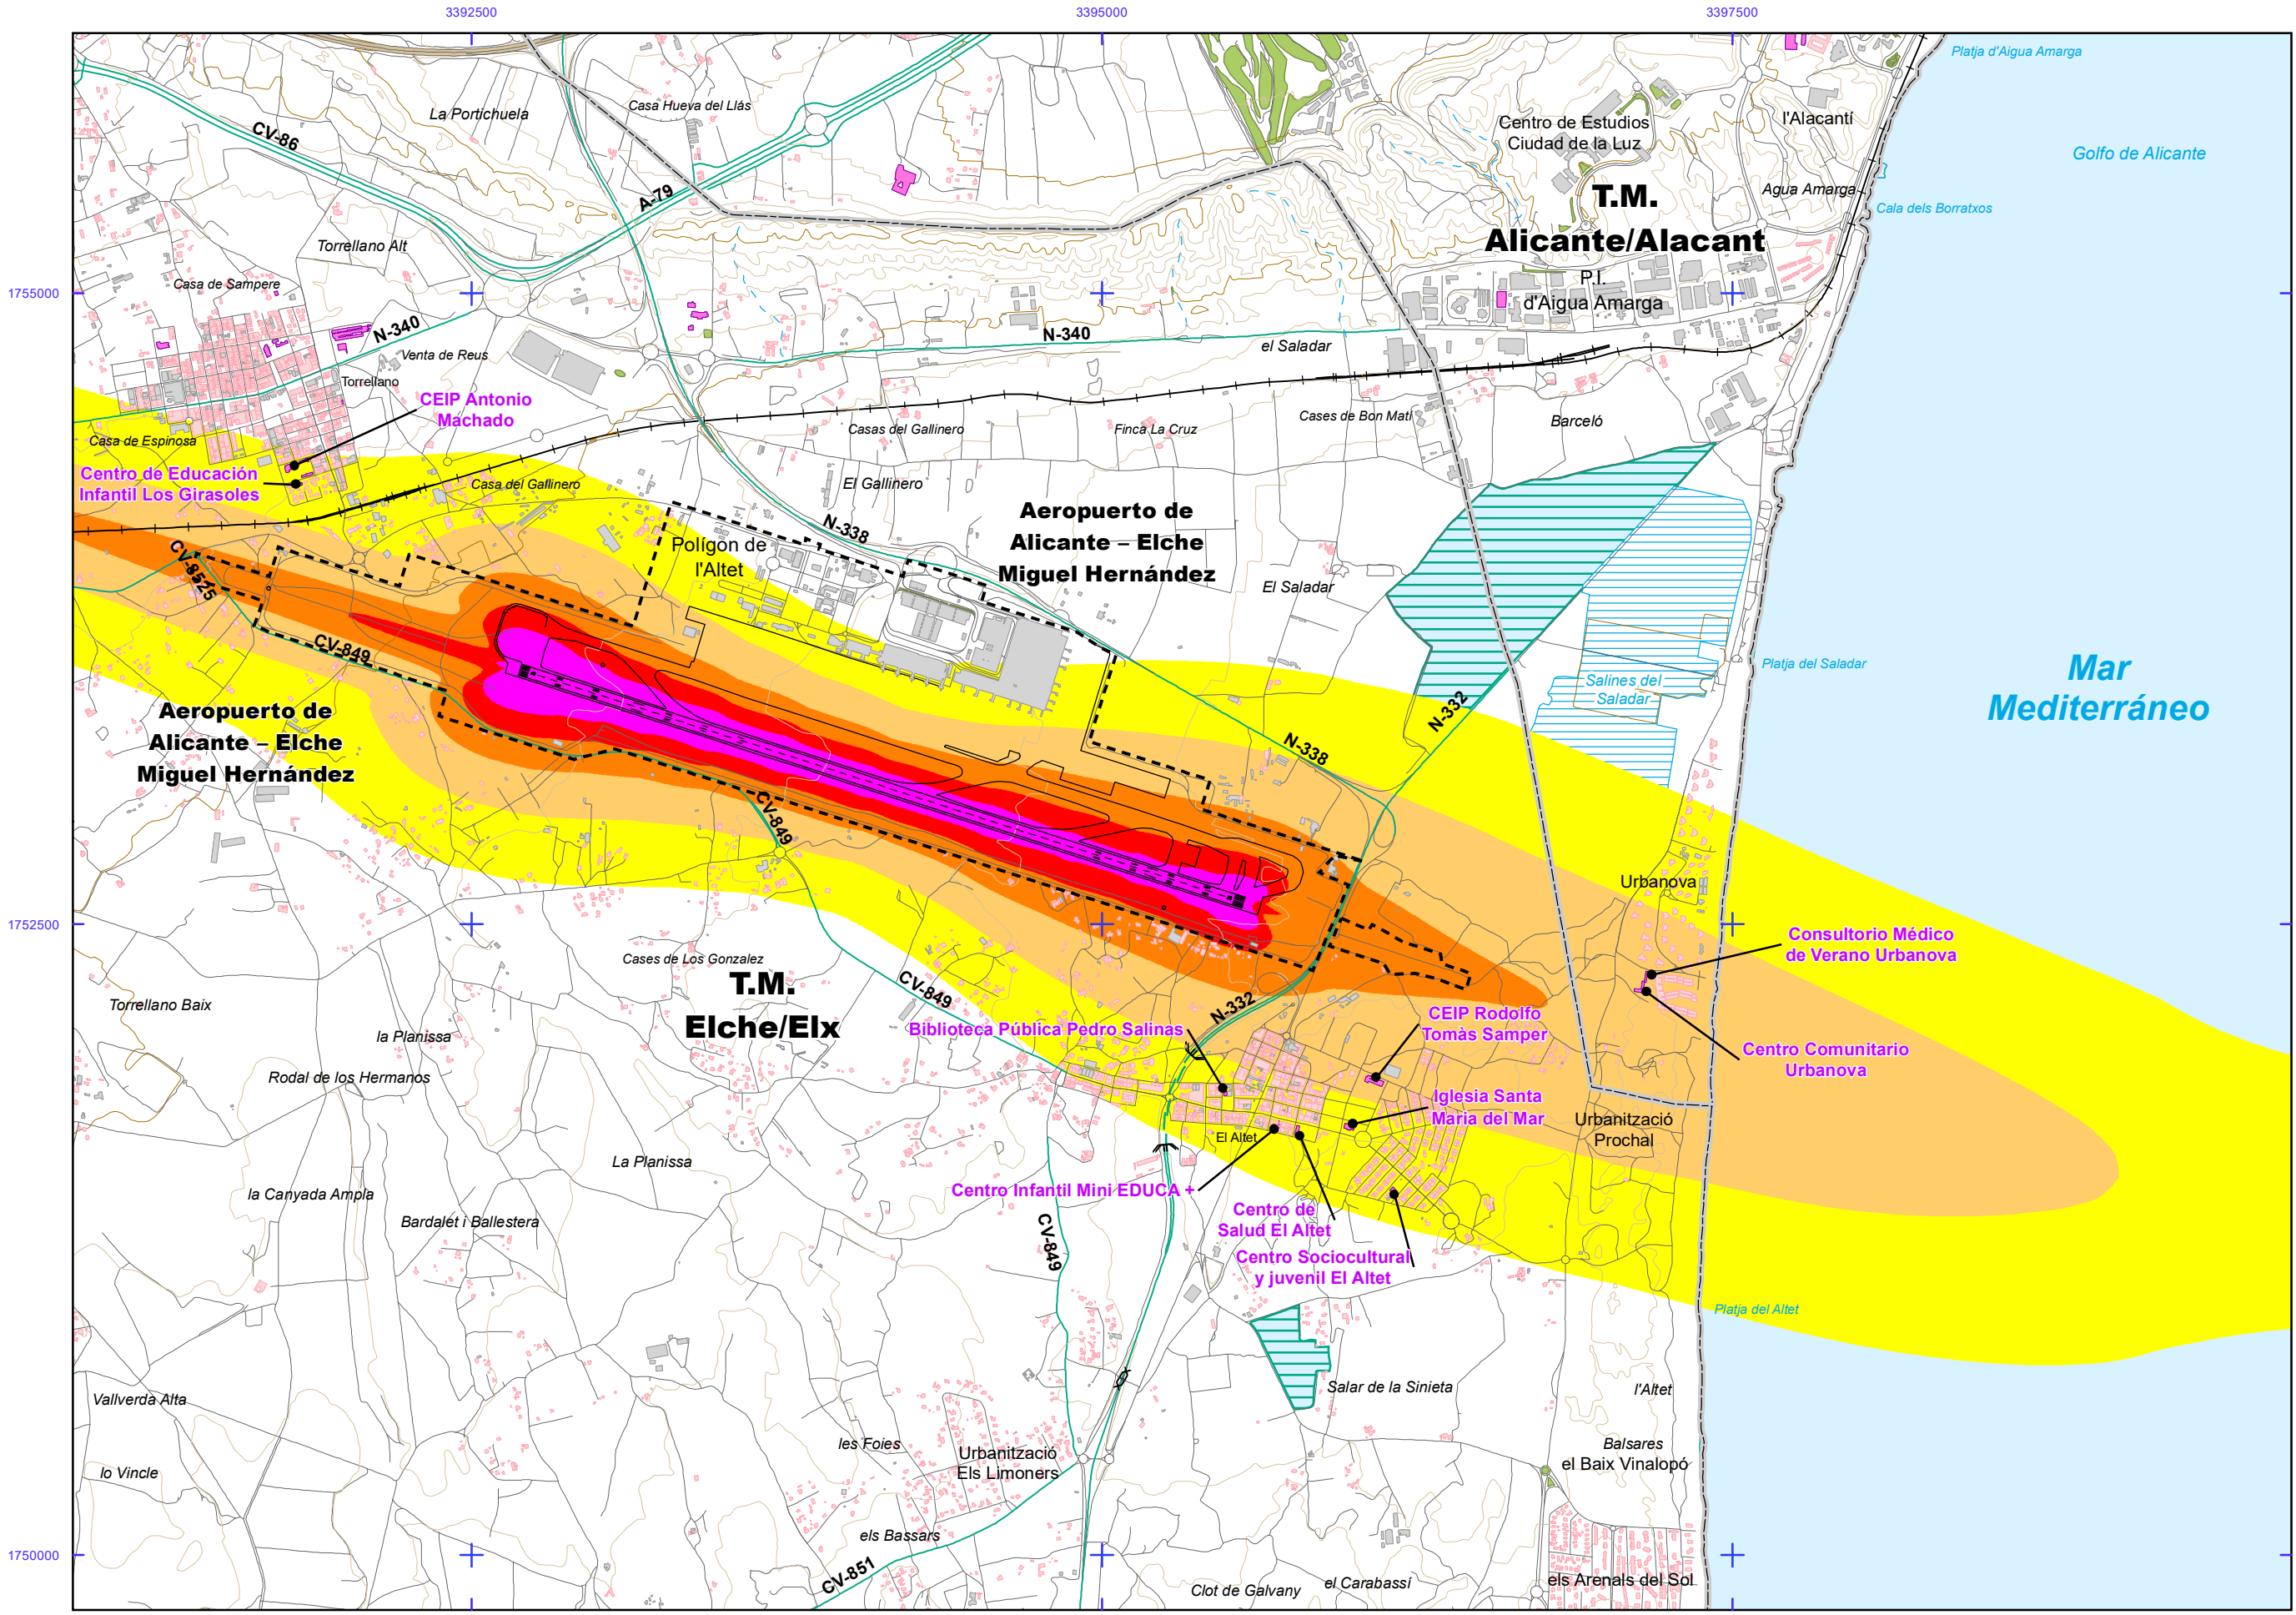 3392500
3395000
3397500
Platja d'Aigua Amarga
La Portichuela
Casa Hueva del Llás
l'Alacantí
CV-86
Centro de Estudios
Ciudad de la Luz
Golfo de Alicante
A-79
T.M.
Alicante/Alacant
Agua Amarga
Cala dels Borratxos
Torrellano Alt
Casa de Sampere
P.I.
d'Aigua Amarga
1755000
N-340
N-340
Venta de Reus
el Saladar
Torrellano
CEIP Antonio
Machado
Casas del Gallinero
Finca La Cruz
Cases de Bon Matí
Barceló
Casa de Espinosa
Centro de Educación
Infantil Los Girasoles
Casa del Gallinero
El Gallinero
Aeropuerto de
Alicante – Elche
Miguel Hernández
N-338
Polígon de
l'Altet
CV-8525
El Saladar
CV-849
Platja del Saladar
Salines del
Saladar
Mar
Mediterráneo
N-332
Aeropuerto de
Alicante – Elche
Miguel Hernández
N-338
CV-849
Urbanova
1752500
Consultorio Médico
de Verano Urbanova
Cases de Los Gonzalez
T.M.
Elche/Elx
CV-849
Torrellano Baix
la Planissa
N-332
Biblioteca Pública Pedro Salinas
CEIP Rodolfo
Tomàs Samper
Centro Comunitario
Urbanova
Rodal de los Hermanos
Iglesia Santa
Maria del Mar
Urbanització
Prochal
El Altet
La Planissa
la Canyada Ampla
Centro Infantil Mini EDUCA +
Bardalet i Ballestera
Centro de
Salud El Altet
CV-849
Centro Sociocultural
y juvenil El Altet
Platja del Altet
Vallverda Alta
Salar de la Sinieta
l'Altet
les Foies
Urbanització
Els Limoners
Balsares
el Baix Vinalopó
lo Vincle
els Bassars
1750000
CV-851
Clot de Galvany
el Carabassí
els Arenals del Sol